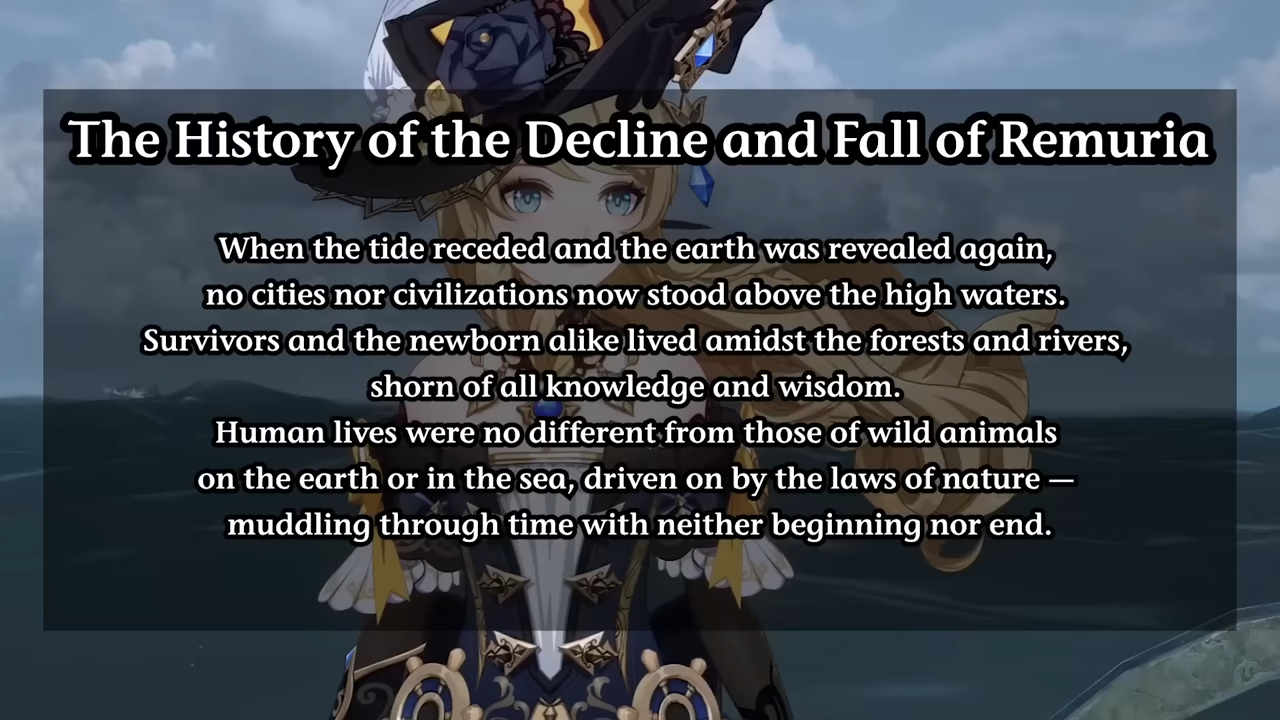 The History of the Decline and Fall of Remuria
When the tide receded and the earth was revealed again,
no cities nor civilizations now stood above the high waters.
Survivors and the newborn alike lived amidst the forests and rivers,
shorn of all knowledge and wisdom.
Human lives were no different from those of wild animals
on the earth or in the sea, driven on by the laws of nature —
muddling through time with neither beginning nor end.